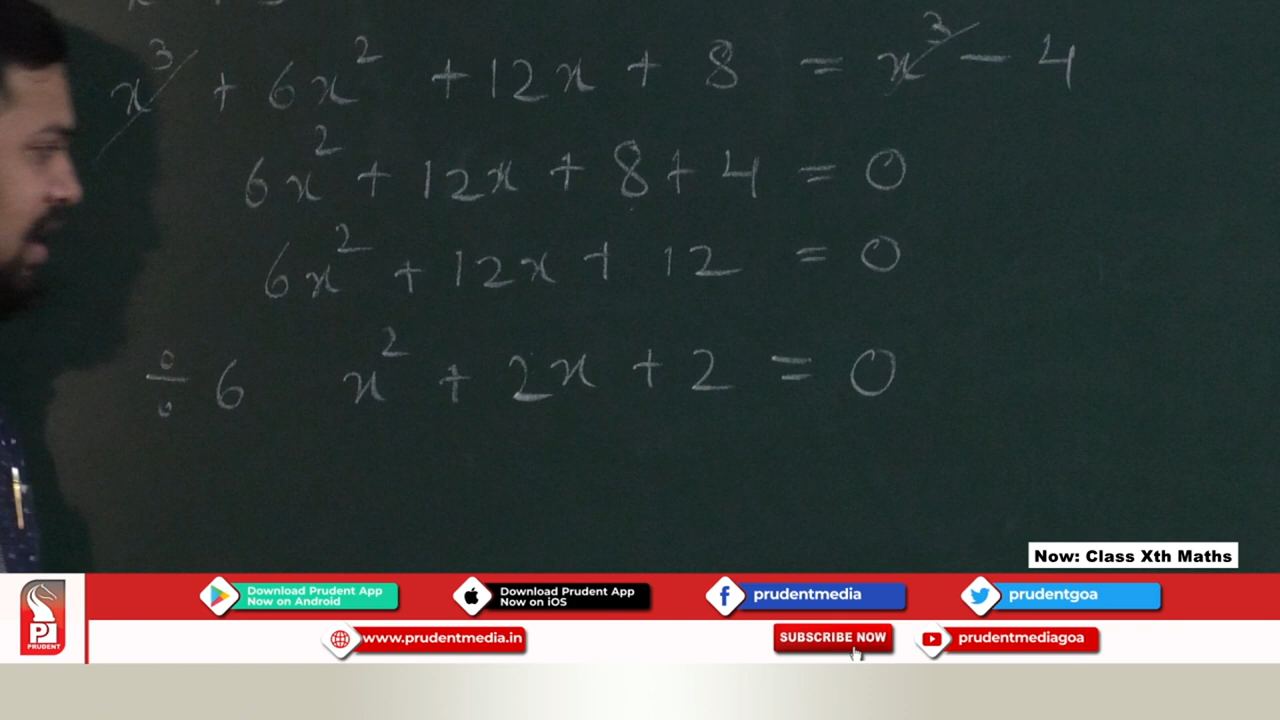 x³ + 6x² + 12x + 8 = x³ - 4
6x² + 12x + 8 + 4 = 0
6x² + 12x + 12 = 0
÷ 6 x² + 2x + 2 = 0
Now: Class Xth Maths
Download Prudent App
Now on Android
Download Prudent App
Now on iOS
prudentmedia
prudentgoa
PRUDENT
www.prudentmedia.in
SUBSCRIBE NOW
prudentmediagoa